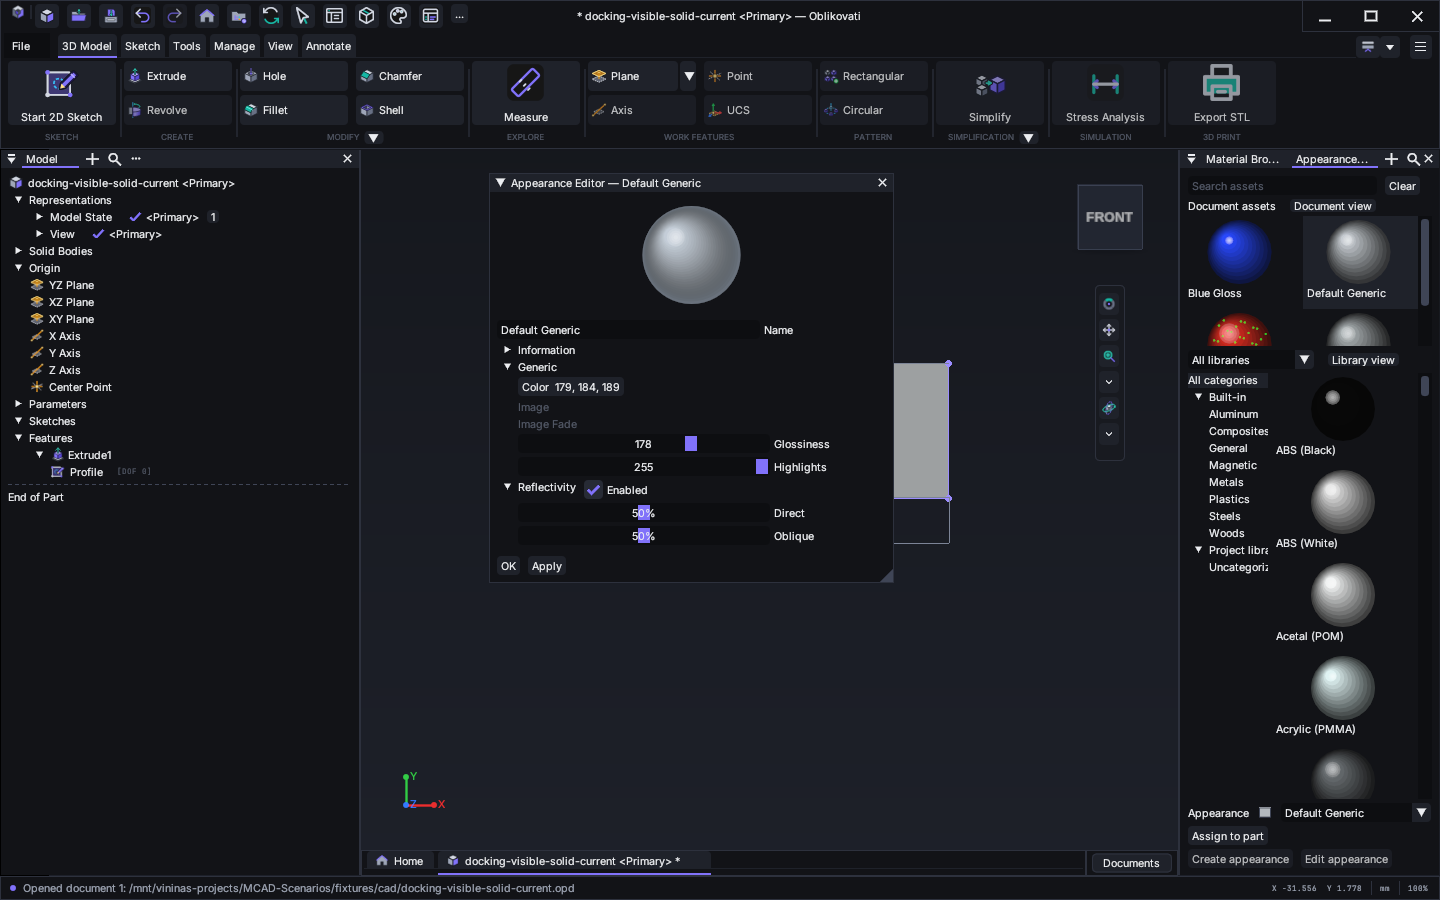 * docking-visible-solid-current <Primary> — Oblikovati
File
3D Model
Sketch
Tools
Manage
View
Annotate
Start 2D Sketch
Extrude
Revolve
Hole
Fillet
Chamfer
Shell
Measure
Plane
Axis
Point
UCS
Rectangular
Circular
Simplify
Stress Analysis
Export STL
SKETCH
CREATE
MODIFY
EXPLORE
WORK FEATURES
PATTERN
SIMPLIFICATION
SIMULATION
3D PRINT
Model
docking-visible-solid-current <Primary>
Representations
Model State <Primary> 1
View <Primary>
Solid Bodies
Origin
YZ Plane
XZ Plane
XY Plane
X Axis
Y Axis
Z Axis
Center Point
Parameters
Sketches
Features
Extrude1
Profile [DOF 0]
End of Part
Appearance Editor — Default Generic
Default Generic Name
Information
Generic
Color 179, 184, 189
Image
Image Fade
178 Glossiness
255 Highlights
Reflectivity Enabled
50% Direct
50% Oblique
OK Apply
FRONT
Y
Z
X
Material Bro... Appearance...
Search assets Clear
Document assets Document view
Blue Gloss
Default Generic
All libraries Library view
All categories
Built-in
Aluminum
Composites
General
Magnetic
Metals
Plastics
Steels
Woods
Project libra
Uncategoriz
ABS (Black)
ABS (White)
Acetal (POM)
Acrylic (PMMA)
Appearance Default Generic
Assign to part
Create appearance Edit appearance
Home
docking-visible-solid-current <Primary> *
Documents
Opened document 1: /mnt/vininas-projects/MCAD-Scenarios/fixtures/cad/docking-visible-solid-current.opd
X -31.556 Y 1.778 mm 100%